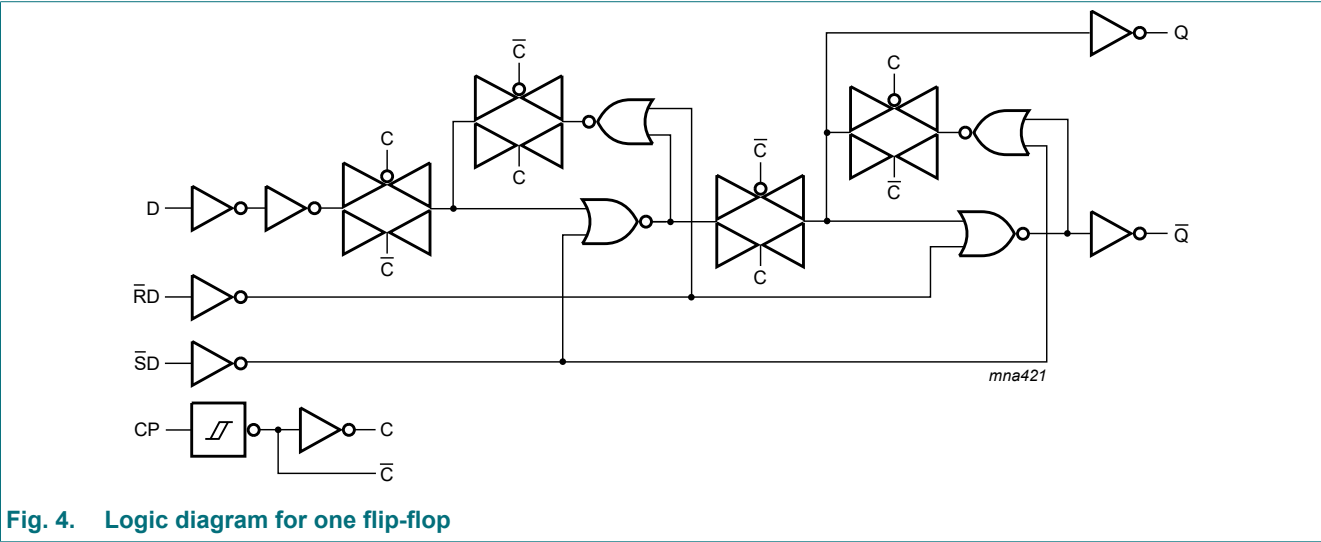 Q
C̅
C
C
C̅
C
C
D
C̅
C̅
Q̅
C̅
C
R̅D
S̅D
mna421
CP
C
C̅
Fig. 4. Logic diagram for one flip-flop